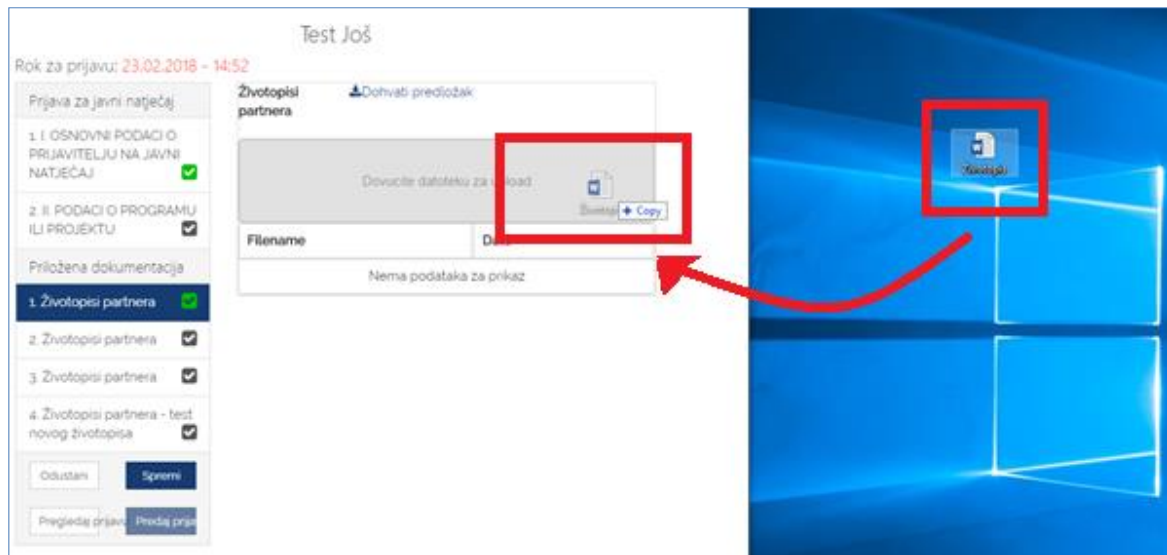 Test Još
Rok za prijavu: 23.02.2018 - 14:52
Prijava za javni natječaj
1. I. OSNOVNI PODACI O
PRIJAVITELJU NA JAVNI
NATJEČAJ
2. II. PODACI O PROGRAMU
ILI PROJEKTU
Priložena dokumentacija
1. Životopisi partnera
2. Životopisi partnera
3. Životopisi partnera
4. Životopisi partnera - test
novog životopisa
Odustani
Spremi
Pregledaj prijavu
Predaj prija
Životopisi
partnera
Dohvati predložak
Dovucite datoteku za upload
+ Copy
Filename
Nema podataka za prikaz